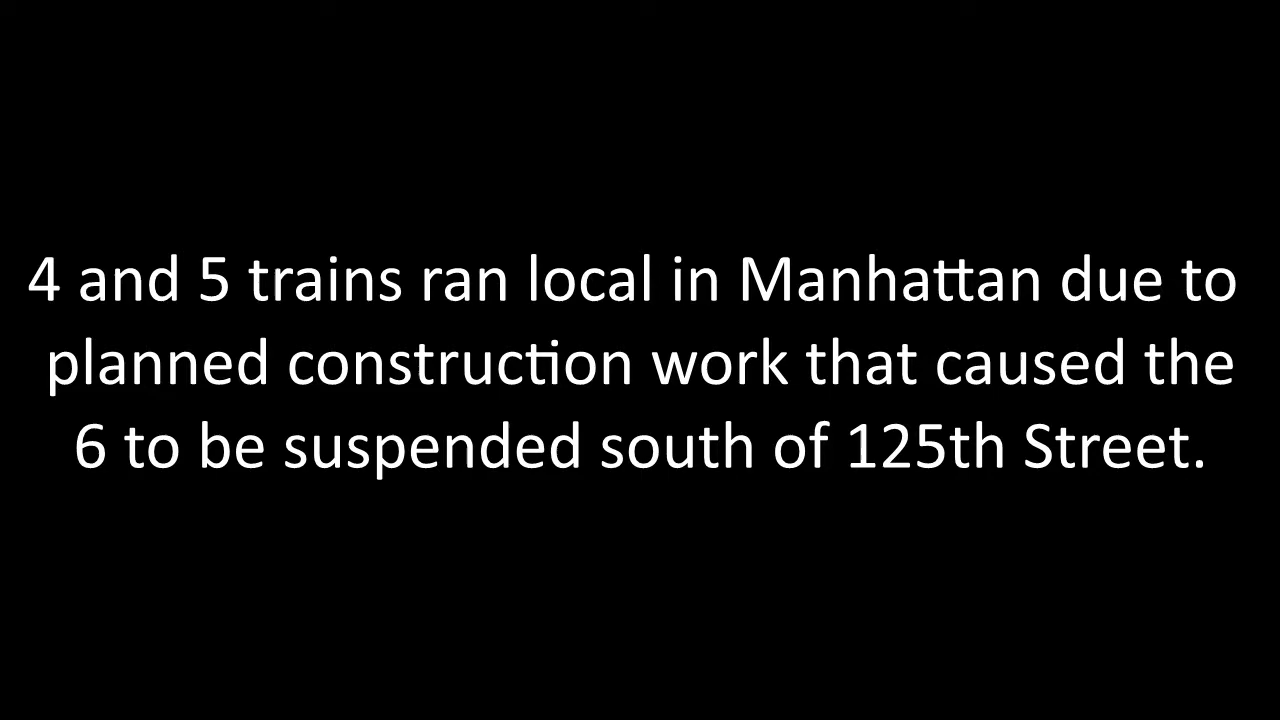 4 and 5 trains ran local in Manhattan due to
planned construction work that caused the
6 to be suspended south of 125th Street.